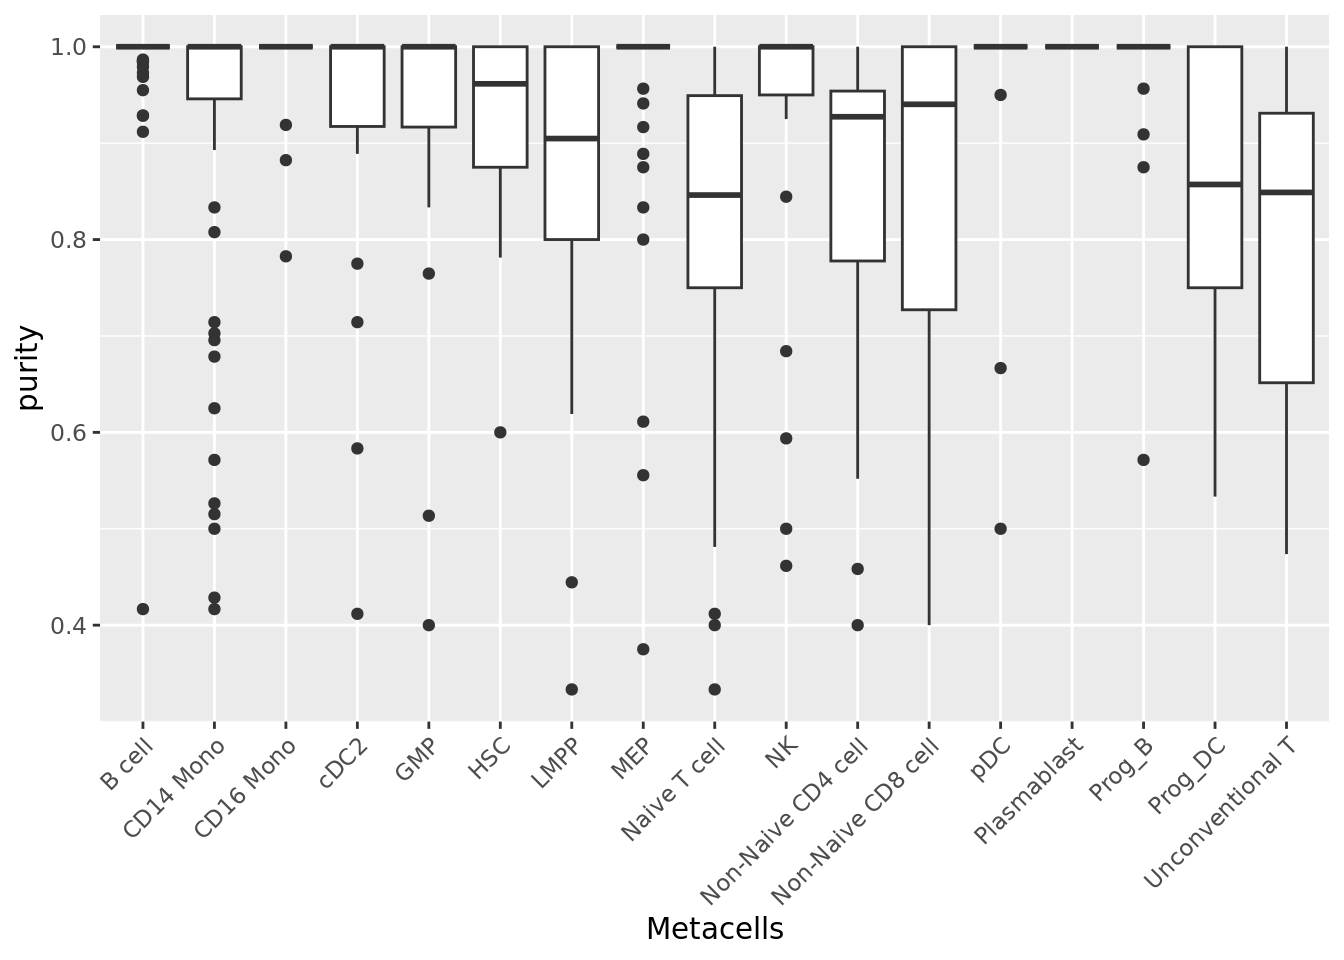 1.0
0.8
0.6
0.4
purity
B cell
CD14 Mono
CD16 Mono
cDC2
GMP
HSC
LMPP
MEP
Naive T cell
NK
Non-Naive CD4 cell
Non-Naive CD8 cell
pDC
Plasmablast
Prog_B
Prog_DC
Unconventional T
Metacells